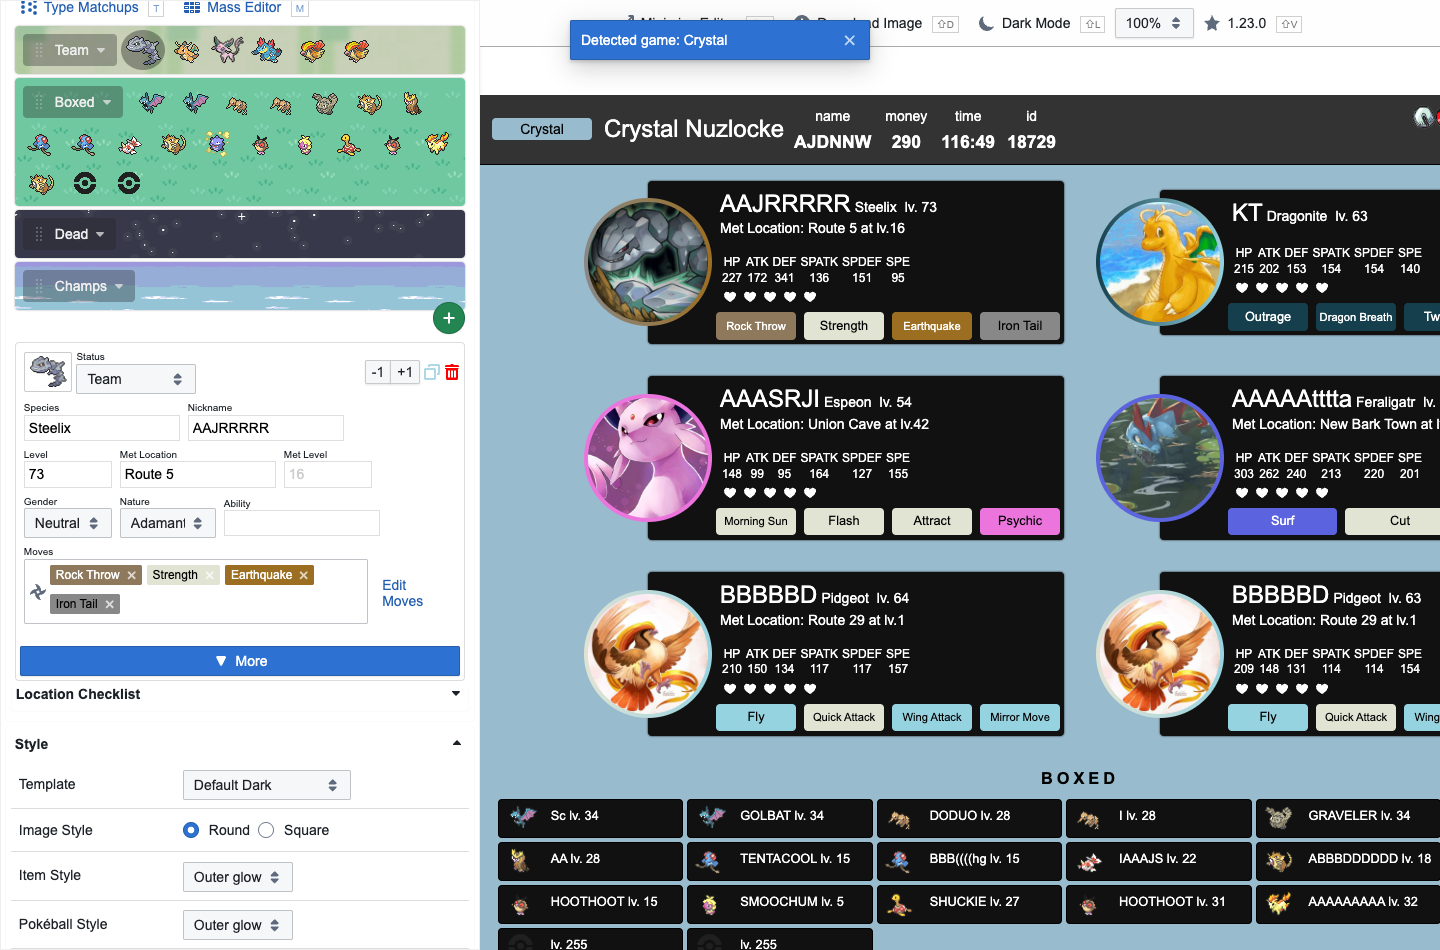 Type Matchups T Mass Editor M
Team
Boxed
Dead
Champs
Status
Team
-1 +1
Species Nickname
Steelix AAJRRRRR
Level Met Location Met Level
73 Route 5 16
Gender Nature Ability
Neutral Adamant
Moves
Rock Throw Strength Earthquake
Iron Tail
Edit Moves
More
Location Checklist
Style
Template Default Dark
Image Style Round Square
Item Style Outer glow
Pokéball Style Outer glow
Image ⇧D Dark Mode ⇧L 100% 1.23.0 ⇧V
Detected game: Crystal
Crystal Crystal Nuzlocke
name money time id
AJDNNW 290 116:49 18729
AAJRRRRR Steelix lv. 73
Met Location: Route 5 at lv.16
HP ATK DEF SPATK SPDEF SPE
227 172 341 136 151 95
Rock Throw Strength Earthquake Iron Tail
KT Dragonite lv. 63
HP ATK DEF SPATK SPDEF SPE
215 202 153 154 154 140
Outrage Dragon Breath Tw
AAASRJI Espeon lv. 54
Met Location: Union Cave at lv.42
HP ATK DEF SPATK SPDEF SPE
148 99 95 164 127 155
Morning Sun Flash Attract Psychic
AAAAAtttta Feraligatr lv.
Met Location: New Bark Town at l
HP ATK DEF SPATK SPDEF SPE
303 262 240 213 220 201
Surf Cut
BBBBBD Pidgeot lv. 64
Met Location: Route 29 at lv.1
HP ATK DEF SPATK SPDEF SPE
210 150 134 117 117 157
Fly Quick Attack Wing Attack Mirror Move
BBBBBD Pidgeot lv. 63
Met Location: Route 29 at lv.1
HP ATK DEF SPATK SPDEF SPE
209 148 131 114 114 154
Fly Quick Attack Wing
BOXED
Sc lv. 34 GOLBAT lv. 34 DODUO lv. 28 I lv. 28 GRAVELER lv. 34
AA lv. 28 TENTACOOL lv. 15 BBB((((hg lv. 15 IAAAJS lv. 22 ABBBDDDDDD lv. 18
HOOTHOOT lv. 15 SMOOCHUM lv. 5 SHUCKIE lv. 27 HOOTHOOT lv. 31 AAAAAAAAA lv. 32
lv. 255 lv. 255